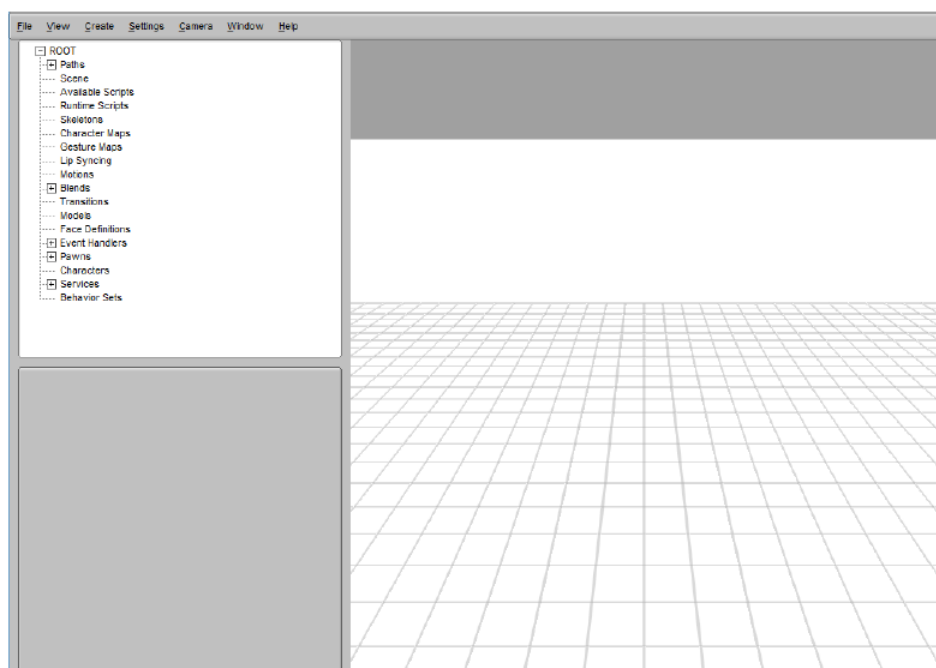 File View Create Settings Camera Window Help
ROOT
Paths
Scene
Available Scripts
Runtime Scripts
Skeletons
Character Maps
Gesture Maps
Lip Syncing
Motions
Blends
Transitions
Models
Face Definitions
Event Handlers
Pawns
Characters
Services
Behavior Sets